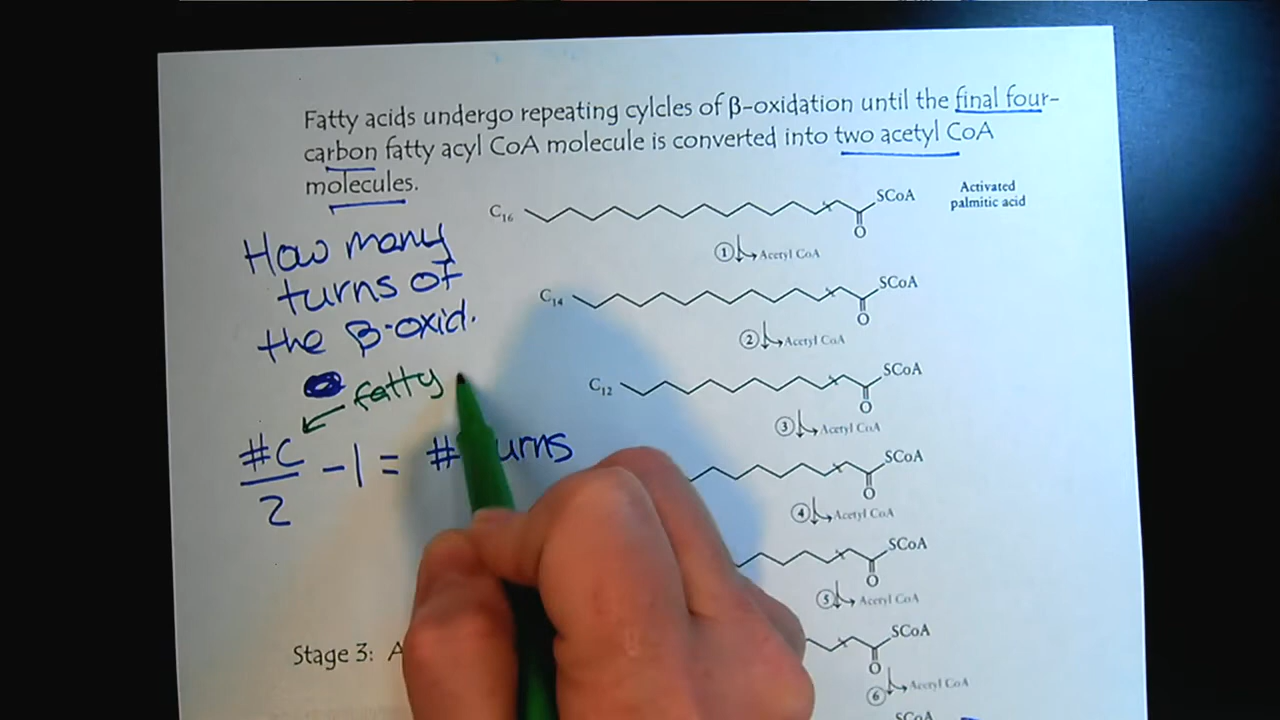 Fatty acids undergo repeating cylcles of β-oxidation until the final four-
carbon fatty acyl CoA molecule is converted into two acetyl CoA
molecules.
C16 SCoA Activated
palmitic acid
O
How many
turns of
the β-oxid.
1 Acetyl CoA
C14 SCoA
O
2 Acetyl CoA
C12 SCoA
O
fatty
3 Acetyl CoA
#C/2 - 1 = #
SCoA
O
4 Acetyl CoA
SCoA
O
5 Acetyl CoA
SCoA
O
Stage 3:
6 Acetyl CoA
SCoA